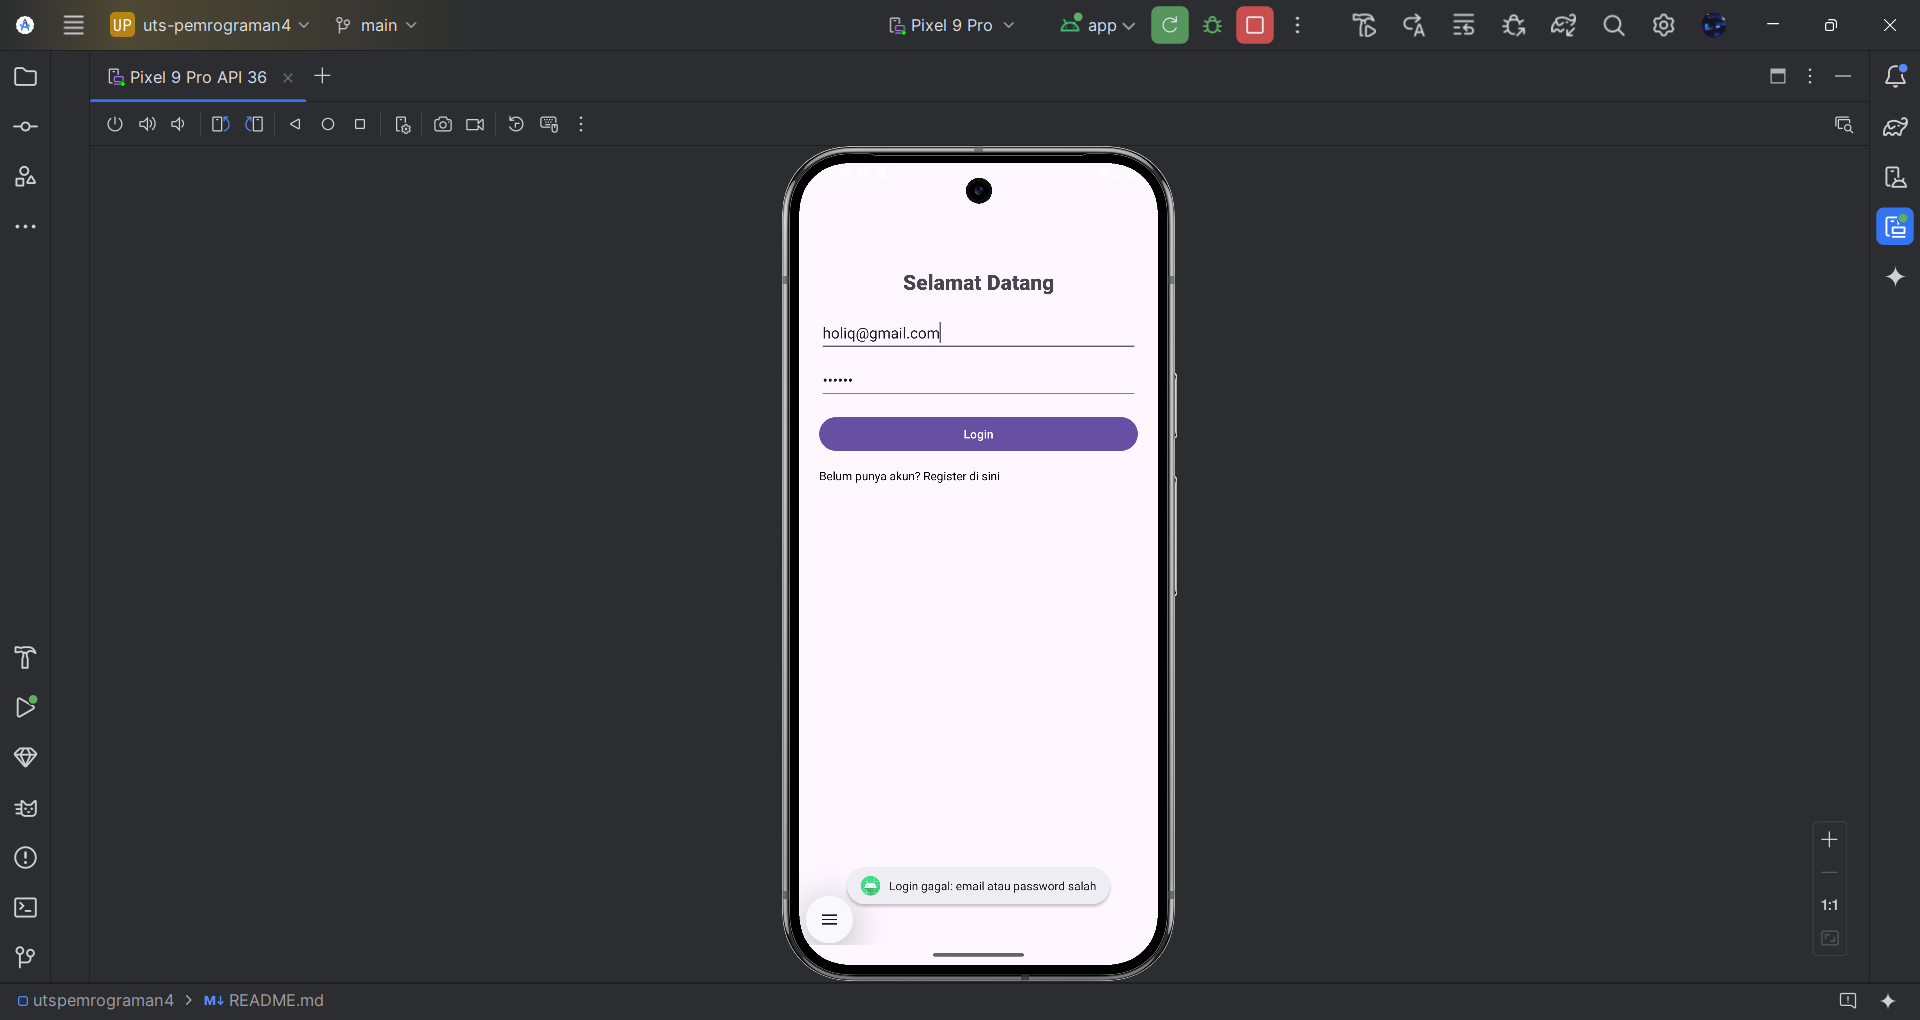 UP uts-pemrograman4 main Pixel 9 Pro app
Pixel 9 Pro API 36
Selamat Datang
holiq@gmail.com
••••••
Login
Belum punya akun? Register di sini
Login gagal: email atau password salah
1:1
utspemrograman4 > M↓ README.md